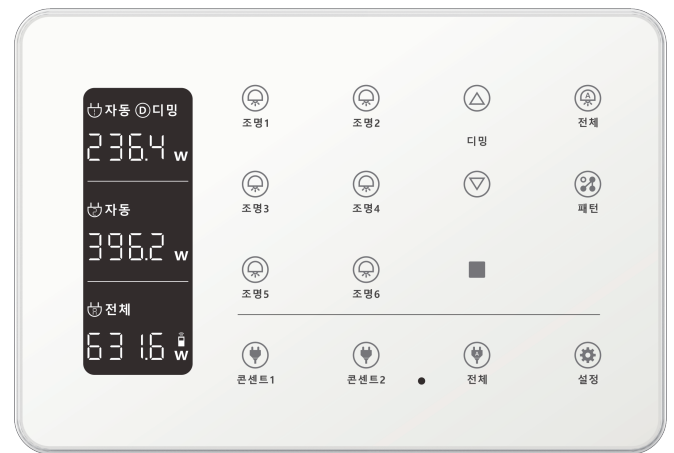 1 자동 D 디밍
236.4 w
2 자동
396.2 w
전체
631.6 w
조명1 조명2 A 전체
디밍
조명3 조명4 패턴
조명5 조명6
콘센트1 콘센트2 전체 설정